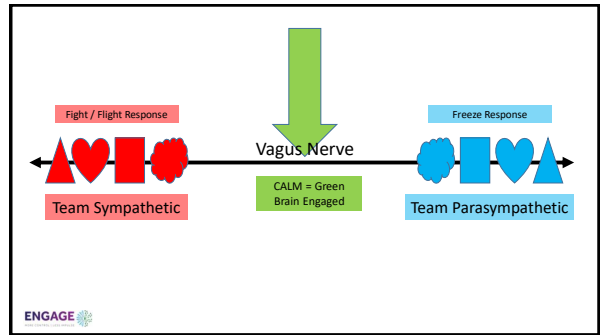 Fight / Flight Response
Freeze Response
Vagus Nerve
CALM = Green
Brain Engaged
Team Sympathetic
Team Parasympathetic
ENGAGE